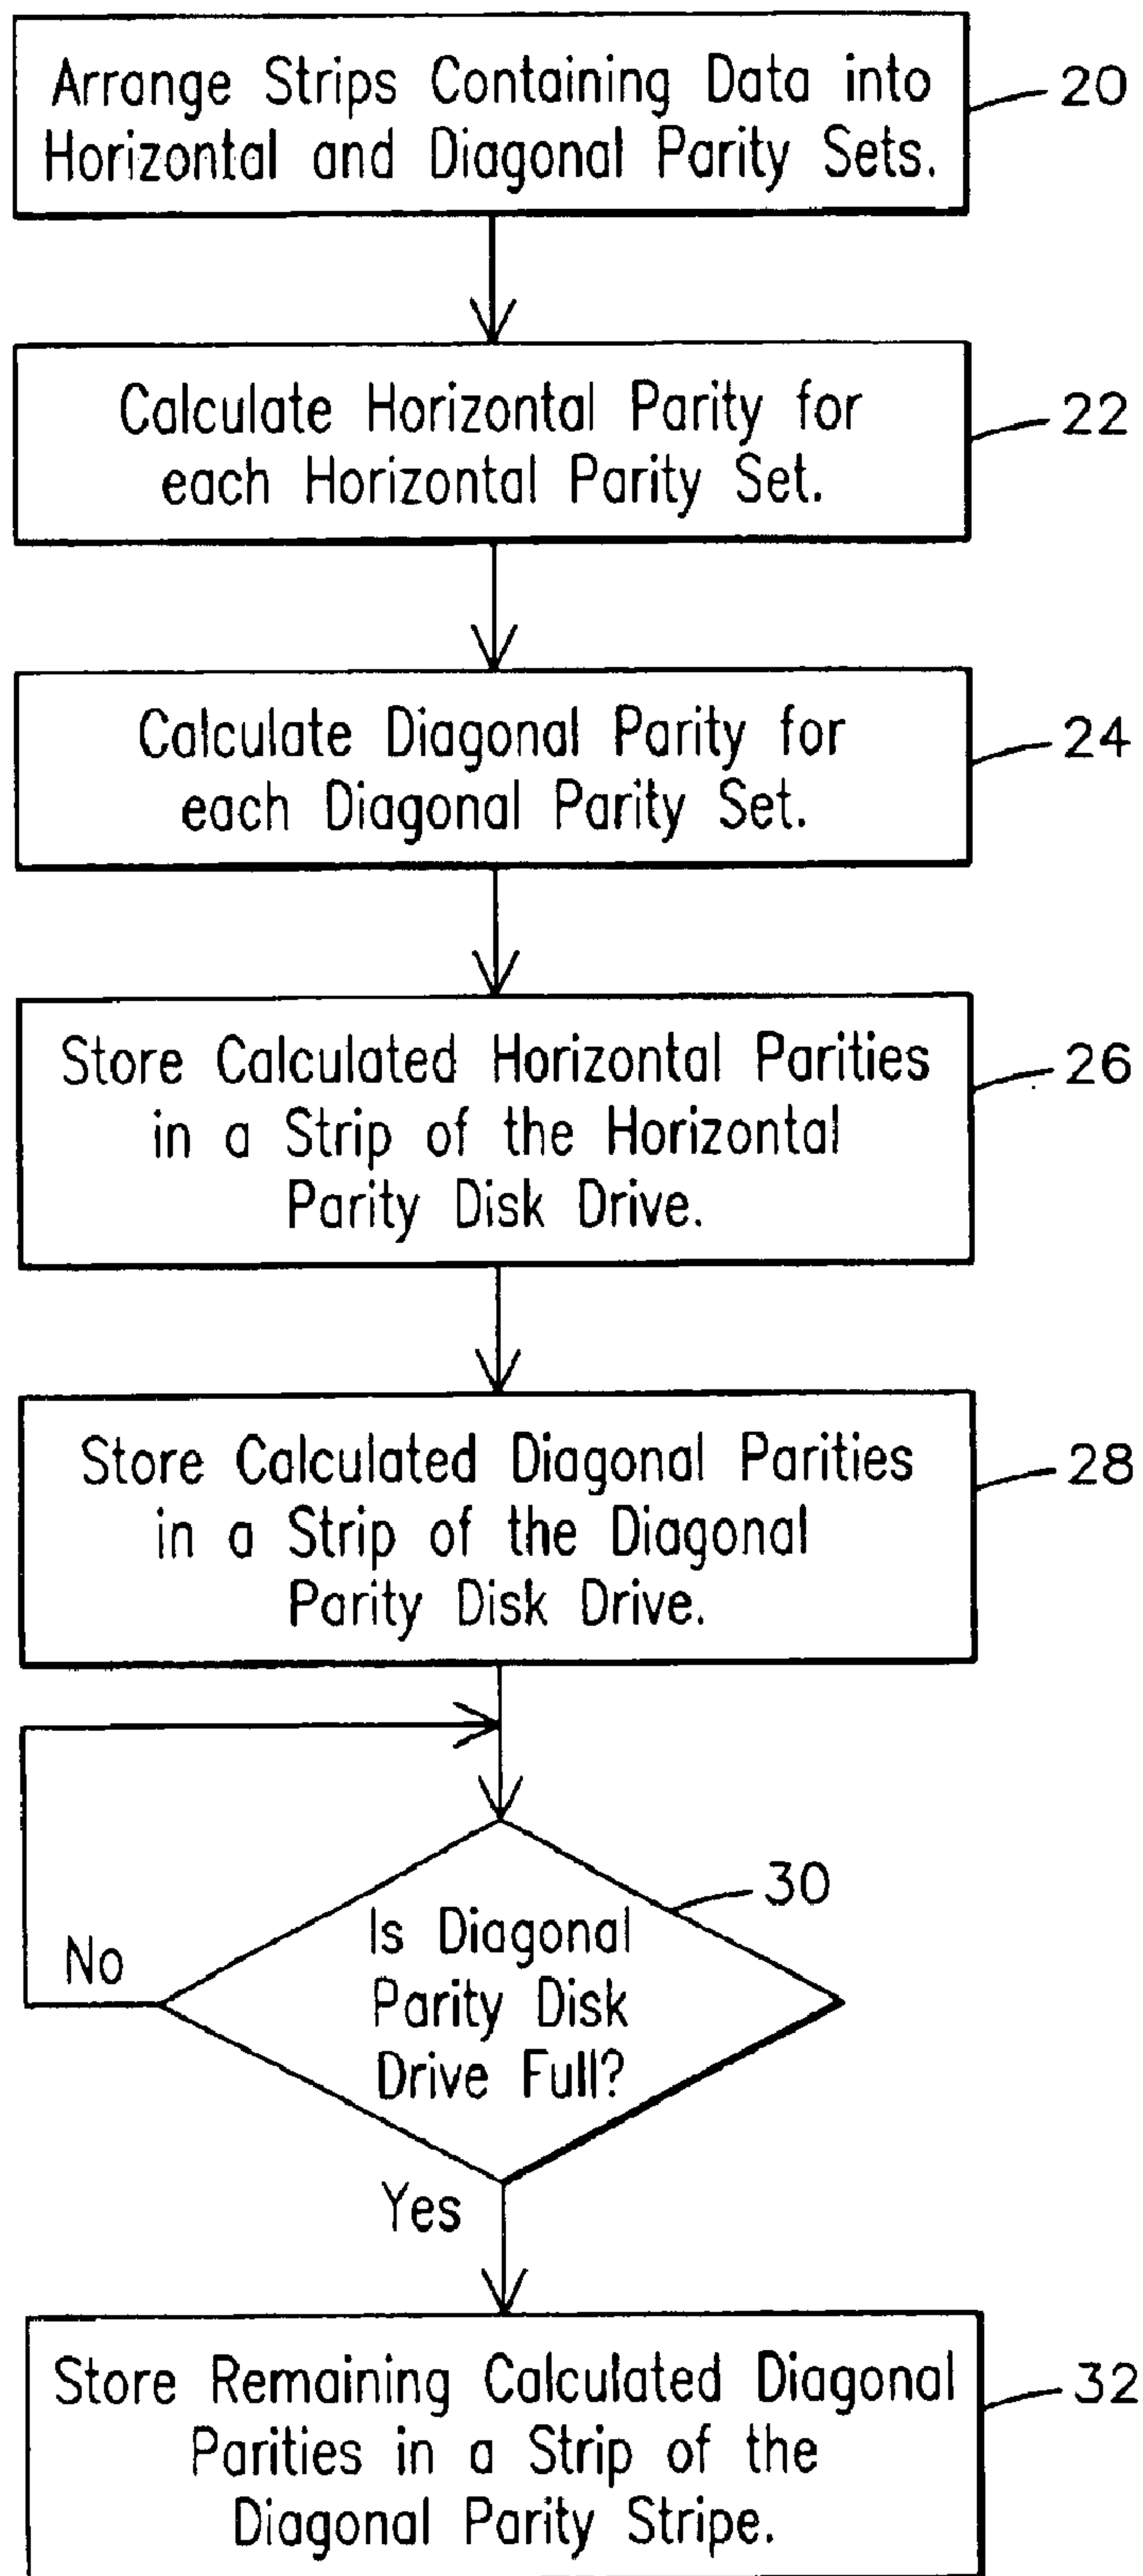 Arrange Strips Containing Data into
Horizontal and Diagonal Parity Sets.
20
Calculate Horizontal Parity for
each Horizontal Parity Set.
22
Calculate Diagonal Parity for
each Diagonal Parity Set.
24
Store Calculated Horizontal Parities
in a Strip of the Horizontal
Parity Disk Drive.
26
Store Calculated Diagonal Parities
in a Strip of the Diagonal
Parity Disk Drive.
28
30
Is Diagonal
Parity Disk
Drive Full?
No
Yes
Store Remaining Calculated Diagonal
Parities in a Strip of the
Diagonal Parity Stripe.
32